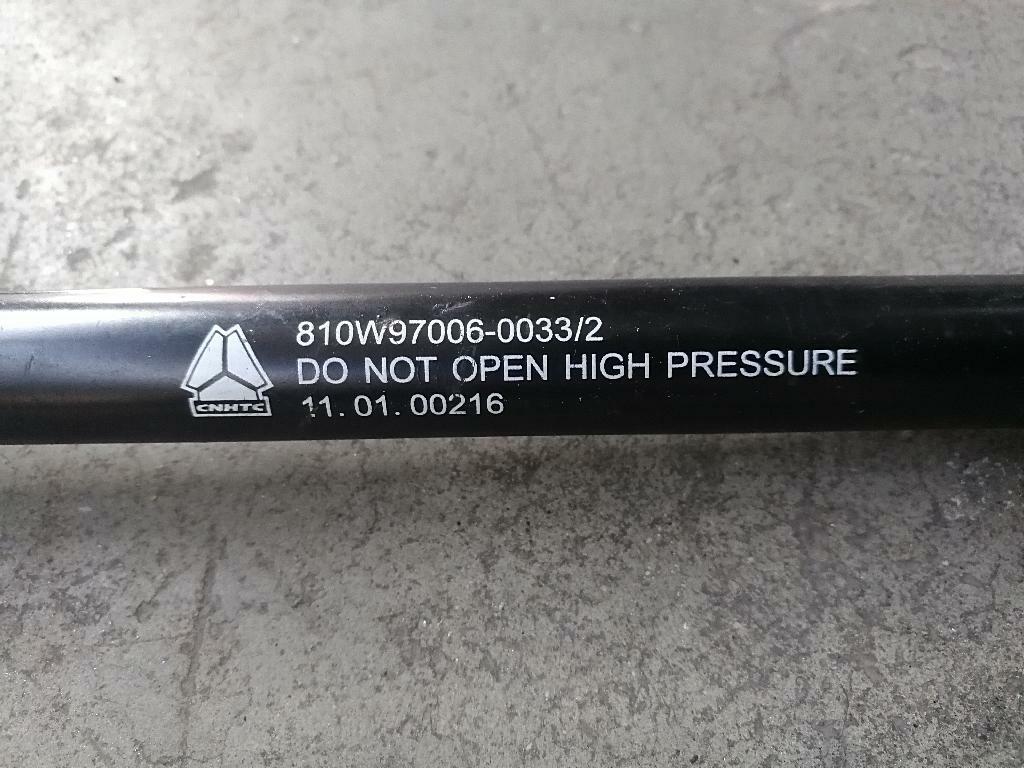 810W97006-0033/2
DO NOT OPEN HIGH PRESSURE
11.01.00216
CNHTC